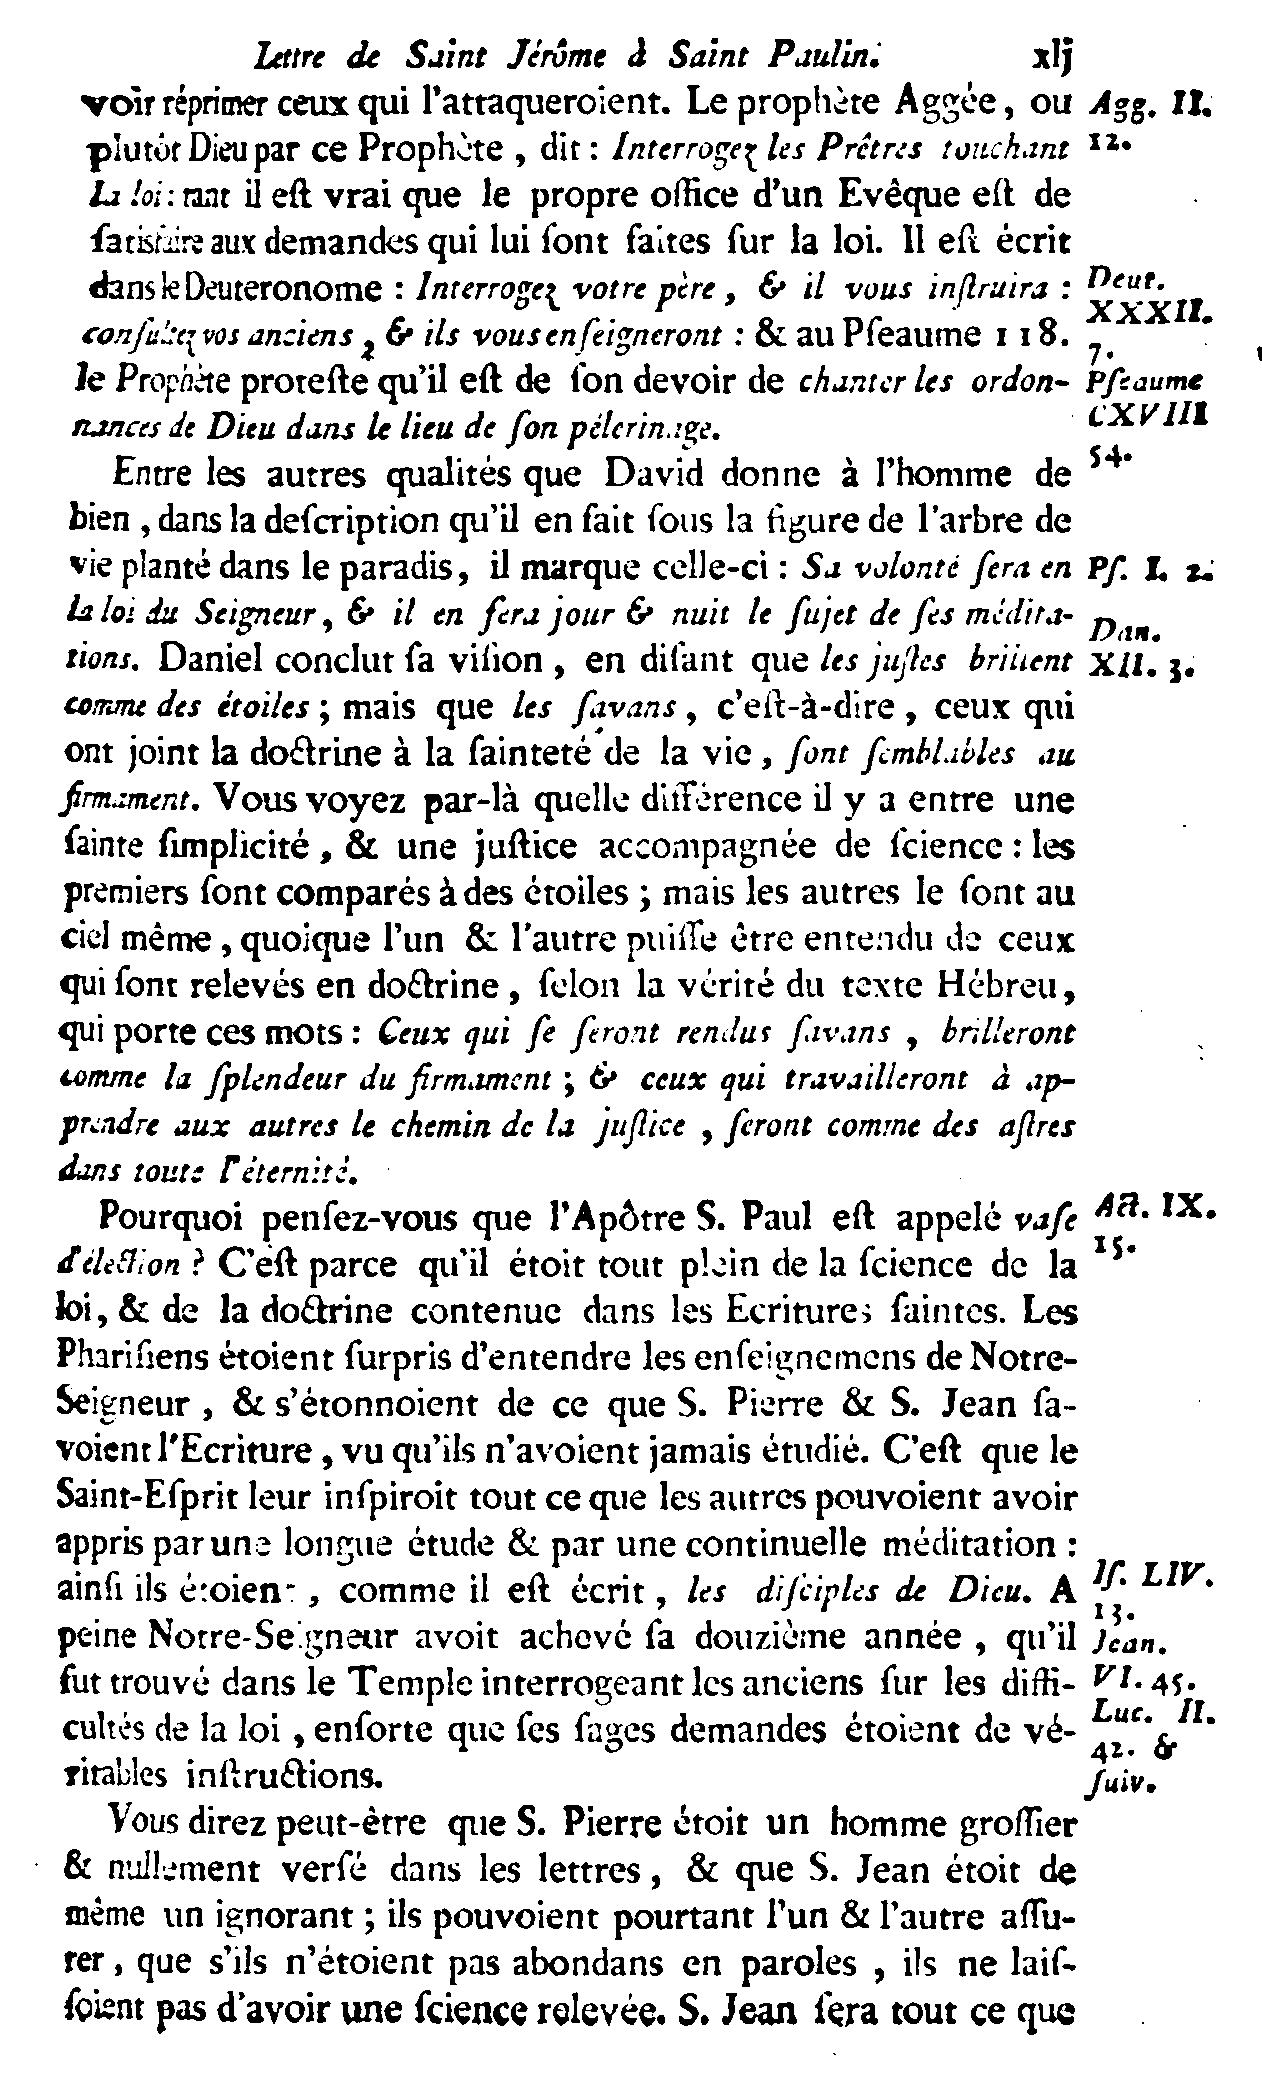 Lettre de Saint Jérôme à Saint Paulin. xlj
voir réprimer ceux qui l'attaqueroient. Le prophète Aggée, ou
plutôt Dieu par ce Prophète, dit : Interrogez les Prêtres touchant
la loi : tant il eſt vrai que le propre office d'un Evêque eſt de
ſatisfaire aux demandes qui lui ſont faites ſur la loi. Il eſt écrit
dans le Deuteronome : Interrogez votre père, & il vous inſtruira :
conſultez vos anciens, & ils vous enſeigneront : & au Pſeaume 118.
le Prophète proteſte qu'il eſt de ſon devoir de chanter les ordon-
nances de Dieu dans le lieu de ſon pélerinage.
Agg. II.
12.
Deut.
XXXII.
7.
Pſeaume
CXVIII
54.
Entre les autres qualités que David donne à l'homme de
bien, dans la deſcription qu'il en fait ſous la figure de l'arbre de
vie planté dans le paradis, il marque celle-ci : Sa volonté ſera en
la loi du Seigneur, & il en fera jour & nuit le ſujet de ſes médita-
tions. Daniel conclut ſa viſion, en diſant que les juſtes brillent
comme des étoiles ; mais que les ſavans, c'eſt-à-dire, ceux qui
ont joint la doctrine à la ſainteté de la vie, ſont ſemblables au
firmament. Vous voyez par-là quelle différence il y a entre une
ſainte ſimplicité, & une juſtice accompagnée de ſcience : les
premiers ſont comparés à des étoiles ; mais les autres le ſont au
ciel même, quoique l'un & l'autre puiſſe être entendu de ceux
qui ſont relevés en doctrine, ſelon la vérité du texte Hébreu,
qui porte ces mots : Ceux qui ſe ſeront rendus ſavans, brilleront
comme la ſplendeur du firmament ; & ceux qui travailleront à ap-
prendre aux autres le chemin de la juſtice, ſeront comme des aſtres
dans toute l'éternité.
Pſ. I. 2.
Dan.
XII. 3.
Pourquoi penſez-vous que l'Apôtre S. Paul eſt appelé vaſe
d'élection ? C'eſt parce qu'il étoit tout plein de la ſcience de la
loi, & de la doctrine contenue dans les Ecritures ſaintes. Les
Phariſiens étoient ſurpris d'entendre les enſeignemens de Notre-
Seigneur, & s'étonnoient de ce que S. Pierre & S. Jean ſa-
voient l'Ecriture, vu qu'ils n'avoient jamais étudié. C'eſt que le
Saint-Eſprit leur inſpiroit tout ce que les autres pouvoient avoir
appris par une longue étude & par une continuelle méditation :
ainſi ils étoient, comme il eſt écrit, les diſciples de Dieu. A
peine Notre-Seigneur avoit achevé ſa douzième année, qu'il
fut trouvé dans le Temple interrogeant les anciens ſur les diffi-
cultés de la loi, enſorte que ſes ſages demandes étoient de vé-
ritables inſtructions.
Act. IX.
15.
Iſ. LIV.
13.
Jean.
VI. 45.
Luc. II.
42. &
ſuiv.
Vous direz peut-être que S. Pierre étoit un homme groſſier
& nullement verſé dans les lettres, & que S. Jean étoit de
même un ignorant ; ils pouvoient pourtant l'un & l'autre aſſu-
rer, que s'ils n'étoient pas abondans en paroles, ils ne laiſ-
ſoient pas d'avoir une ſcience relevée. S. Jean ſera tout ce que